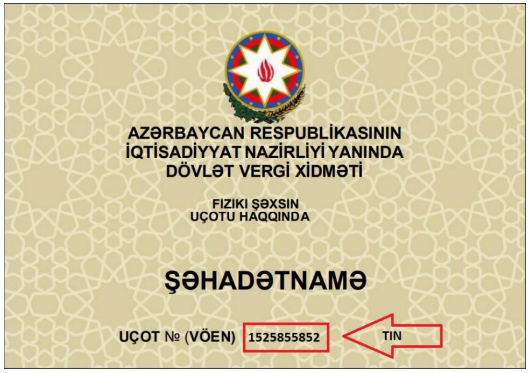 AZƏRBAYCAN RESPUBLİKASININ
İQTİSADİYYAT NAZİRLİYİ YANINDA
DÖVLƏT VERGİ XİDMƏTİ
FIZIKI ŞƏXSIN
UÇOTU HAQQINDA
ŞƏHADƏTNAMƏ
UÇOT № (VÖEN) 1525855852 TIN